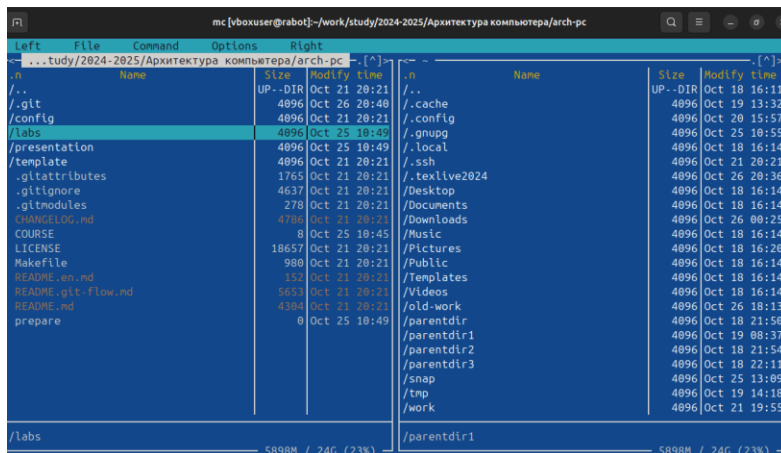 mc [vboxuser@rabot]:~/work/study/2024-2025/Архитектура компьютера/arch-pc
Left File Command Options Right
<─ ...tudy/2024-2025/Архитектура компьютера/arch-pc ─.[^]>
.n Name Size Modify time
/.. UP--DIR Oct 21 20:21
/.git 4096 Oct 26 20:40
/config 4096 Oct 21 20:21
/labs 4096 Oct 25 10:49
/presentation 4096 Oct 25 10:49
/template 4096 Oct 21 20:21
.gitattributes 1765 Oct 21 20:21
.gitignore 4637 Oct 21 20:21
.gitmodules 278 Oct 21 20:21
CHANGELOG.md 4786 Oct 21 20:21
COURSE 8 Oct 25 10:45
LICENSE 18657 Oct 21 20:21
Makefile 980 Oct 21 20:21
README.en.md 152 Oct 21 20:21
README.git-flow.md 5653 Oct 21 20:21
README.md 4304 Oct 21 20:21
prepare 0 Oct 25 10:49
/labs
5898M / 24G (23%)
<─ ~ .[^]>
.n Name Size Modify time
/.. UP--DIR Oct 18 16:11
/.cache 4096 Oct 19 13:32
/.config 4096 Oct 20 15:57
/.gnupg 4096 Oct 25 10:55
/.local 4096 Oct 18 16:14
/.ssh 4096 Oct 21 20:21
/.texlive2024 4096 Oct 26 20:36
/Desktop 4096 Oct 18 16:14
/Documents 4096 Oct 18 16:14
/Downloads 4096 Oct 26 00:25
/Music 4096 Oct 18 16:14
/Pictures 4096 Oct 18 16:20
/Public 4096 Oct 18 16:14
/Templates 4096 Oct 18 16:14
/Videos 4096 Oct 18 16:14
/old-work 4096 Oct 26 18:13
/parentdir 4096 Oct 18 21:50
/parentdir1 4096 Oct 19 08:37
/parentdir2 4096 Oct 18 21:54
/parentdir3 4096 Oct 18 22:11
/snap 4096 Oct 25 13:09
/tmp 4096 Oct 19 14:18
/work 4096 Oct 21 19:55
/parentdir1
5898M / 24G (23%)